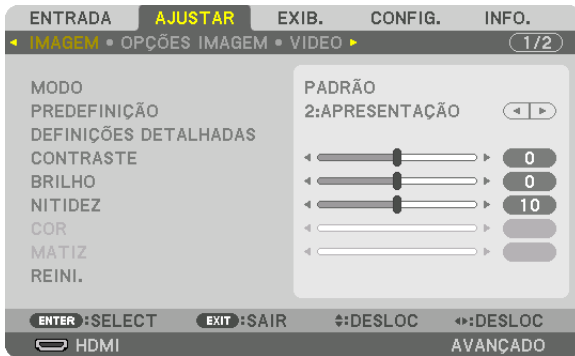 ENTRADA AJUSTAR EXIB. CONFIG. INFO.
IMAGEM • OPÇÕES IMAGEM • VIDEO 1/2
MODO PADRÃO
PREDEFINIÇÃO 2:APRESENTAÇÃO
DEFINIÇÕES DETALHADAS
CONTRASTE 0
BRILHO 0
NITIDEZ 10
COR
MATIZ
REINI.
ENTER :SELECT EXIT :SAIR :DESLOC :DESLOC
HDMI AVANÇADO